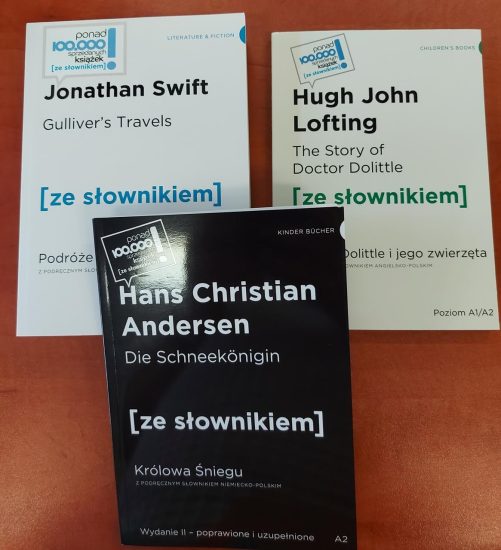 ponad
100.000
sprzedanych
książek
[ze słownikiem]
!
LITERATURE & FICTION
Jonathan Swift
Gulliver's Travels
[ze słownikiem]
Podróże
Z PODRĘCZNYM
ponad
100.000
sprzedanych
książek
[ze słownikiem]
!
CHILDREN'S BOOKS
Hugh John
Lofting
The Story of
Doctor Dolittle
[ze słownikiem]
Dolittle i jego zwierzęta
SŁOWNIKIEM ANGIELSKO-POLSKIM
Poziom A1/A2
ponad
100.000
sprzedanych
książek
[ze słownikiem]
!
KINDER BÜCHER
Hans Christian
Andersen
Die Schneekönigin
[ze słownikiem]
Królowa Śniegu
Z PODRĘCZNYM SŁOWNIKIEM NIEMIECKO-POLSKIM
Wydanie II – poprawione i uzupełnione
A2